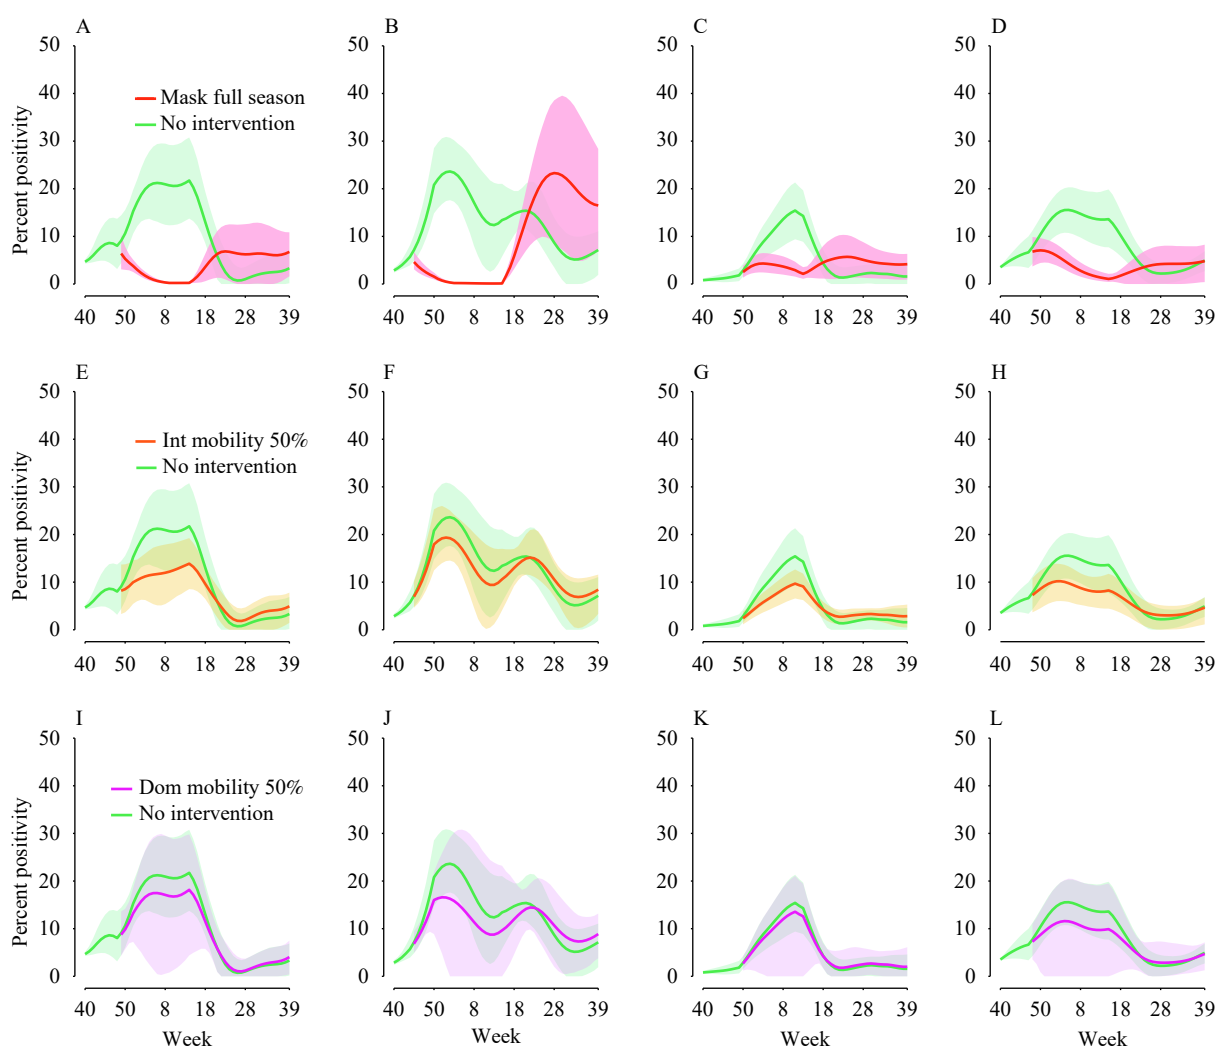 A B C D
50 50 50 50
40 40 40 40
Mask full season
No intervention
30 30 30 30
20 20 20 20
10 10 10 10
0 0 0 0
Percent positivity
40 50 8 18 28 39 40 50 8 18 28 39 40 50 8 18 28 39 40 50 8 18 28 39
E F G H
50 50 50 50
40 40 40 40
Int mobility 50%
No intervention
30 30 30 30
20 20 20 20
10 10 10 10
0 0 0 0
Percent positivity
40 50 8 18 28 39 40 50 8 18 28 39 40 50 8 18 28 39 40 50 8 18 28 39
I J K L
50 50 50 50
40 40 40 40
Dom mobility 50%
No intervention
30 30 30 30
20 20 20 20
10 10 10 10
0 0 0 0
Percent positivity
40 50 8 18 28 39 40 50 8 18 28 39 40 50 8 18 28 39 40 50 8 18 28 39
Week Week Week Week